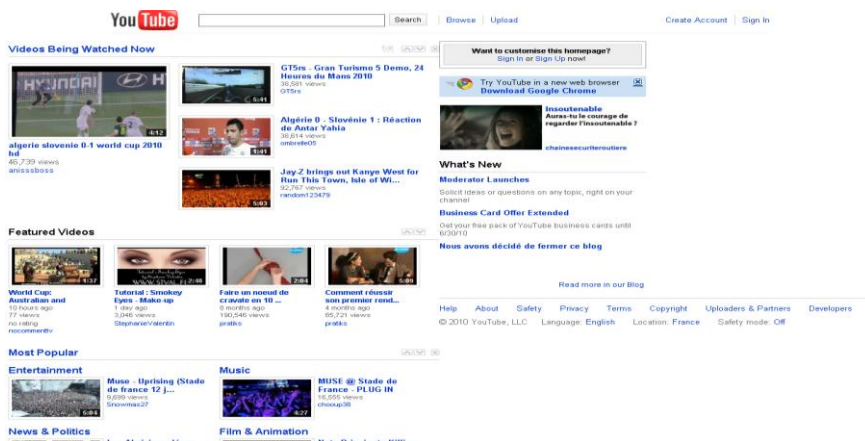 YouTube
Search
Browse Upload
Create Account Sign In
Videos Being Watched Now
4:12
algerie slovenie 0-1 world cup 2010
hd
46,739 views
anisssboss
5:41
GT5rs - Gran Turismo 5 Demo, 24
Heures du Mans 2010
38,581 views
GT5rs
1:41
Algérie 0 - Slovénie 1 : Réaction
de Antar Yahia
38,614 views
ombrelle05
5:03
Jay-Z brings out Kanye West for
Run This Town, Isle of Wi...
92,767 views
random123479
Want to customise this homepage?
Sign In or Sign Up now!
Try YouTube in a new web browser
Download Google Chrome
Insoutenable
Auras-tu le courage de
regarder l'insoutenable ?
chainesecuriteroutiere
What's New
Moderator Launches
Solicit ideas or questions on any topic, right on your
channel
Business Card Offer Extended
Get your free pack of YouTube business cards until
6/30/10
Nous avons décidé de fermer ce blog
Read more in our Blog
Featured Videos
1:37
World Cup:
Australian and
10 hours ago
77 views
no rating
nocommenttv
2:48
Tutorial : Smokey
Eyes - Make-up
1 day ago
3,046 views
StephanieValentin
2:04
Faire un noeud de
cravate en 10 ...
6 months ago
190,546 views
pratiks
5:09
Comment réussir
son premier rend...
4 months ago
65,721 views
pratiks
Help About Safety Privacy Terms Copyright Uploaders & Partners Developers
© 2010 YouTube, LLC Language: English Location: France Safety mode: Off
Most Popular
Entertainment
5:04
Muse - Uprising (Stade
de france 12 j...
9,699 views
Snowmax27
Music
4:27
MUSE @ Stade de
France - PLUG IN
16,555 views
chooup38
News & Politics
Film & Animation